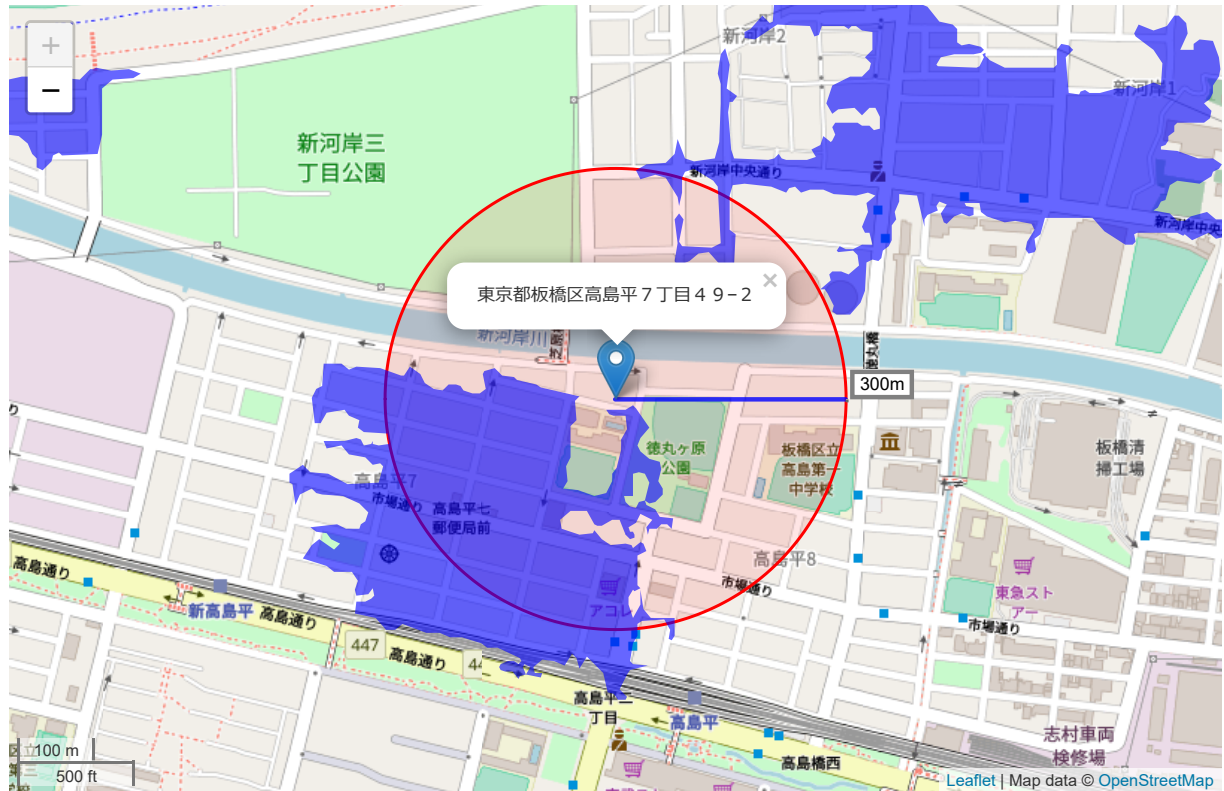 新河岸2
+
−
新河岸1
新河岸三
丁目公園
新河岸中央通り
新河岸中央
東京都板橋区高島平７丁目４９−２
×
新河岸川
徳丸橋
300m
徳丸ヶ原
公園
板橋区立
高島第一
中学校
板橋清
掃工場
高島平7
市場通り
高島平七
郵便局前
高島平8
市場通り
高島通り
新高島平
高島通り
アコレ
東急スト
アー
市場通り
447
高島通り
44
高島平二
丁目
高島平
志村車両
検修場
高島橋西
100 m
500 ft
Leaflet | Map data © OpenStreetMap